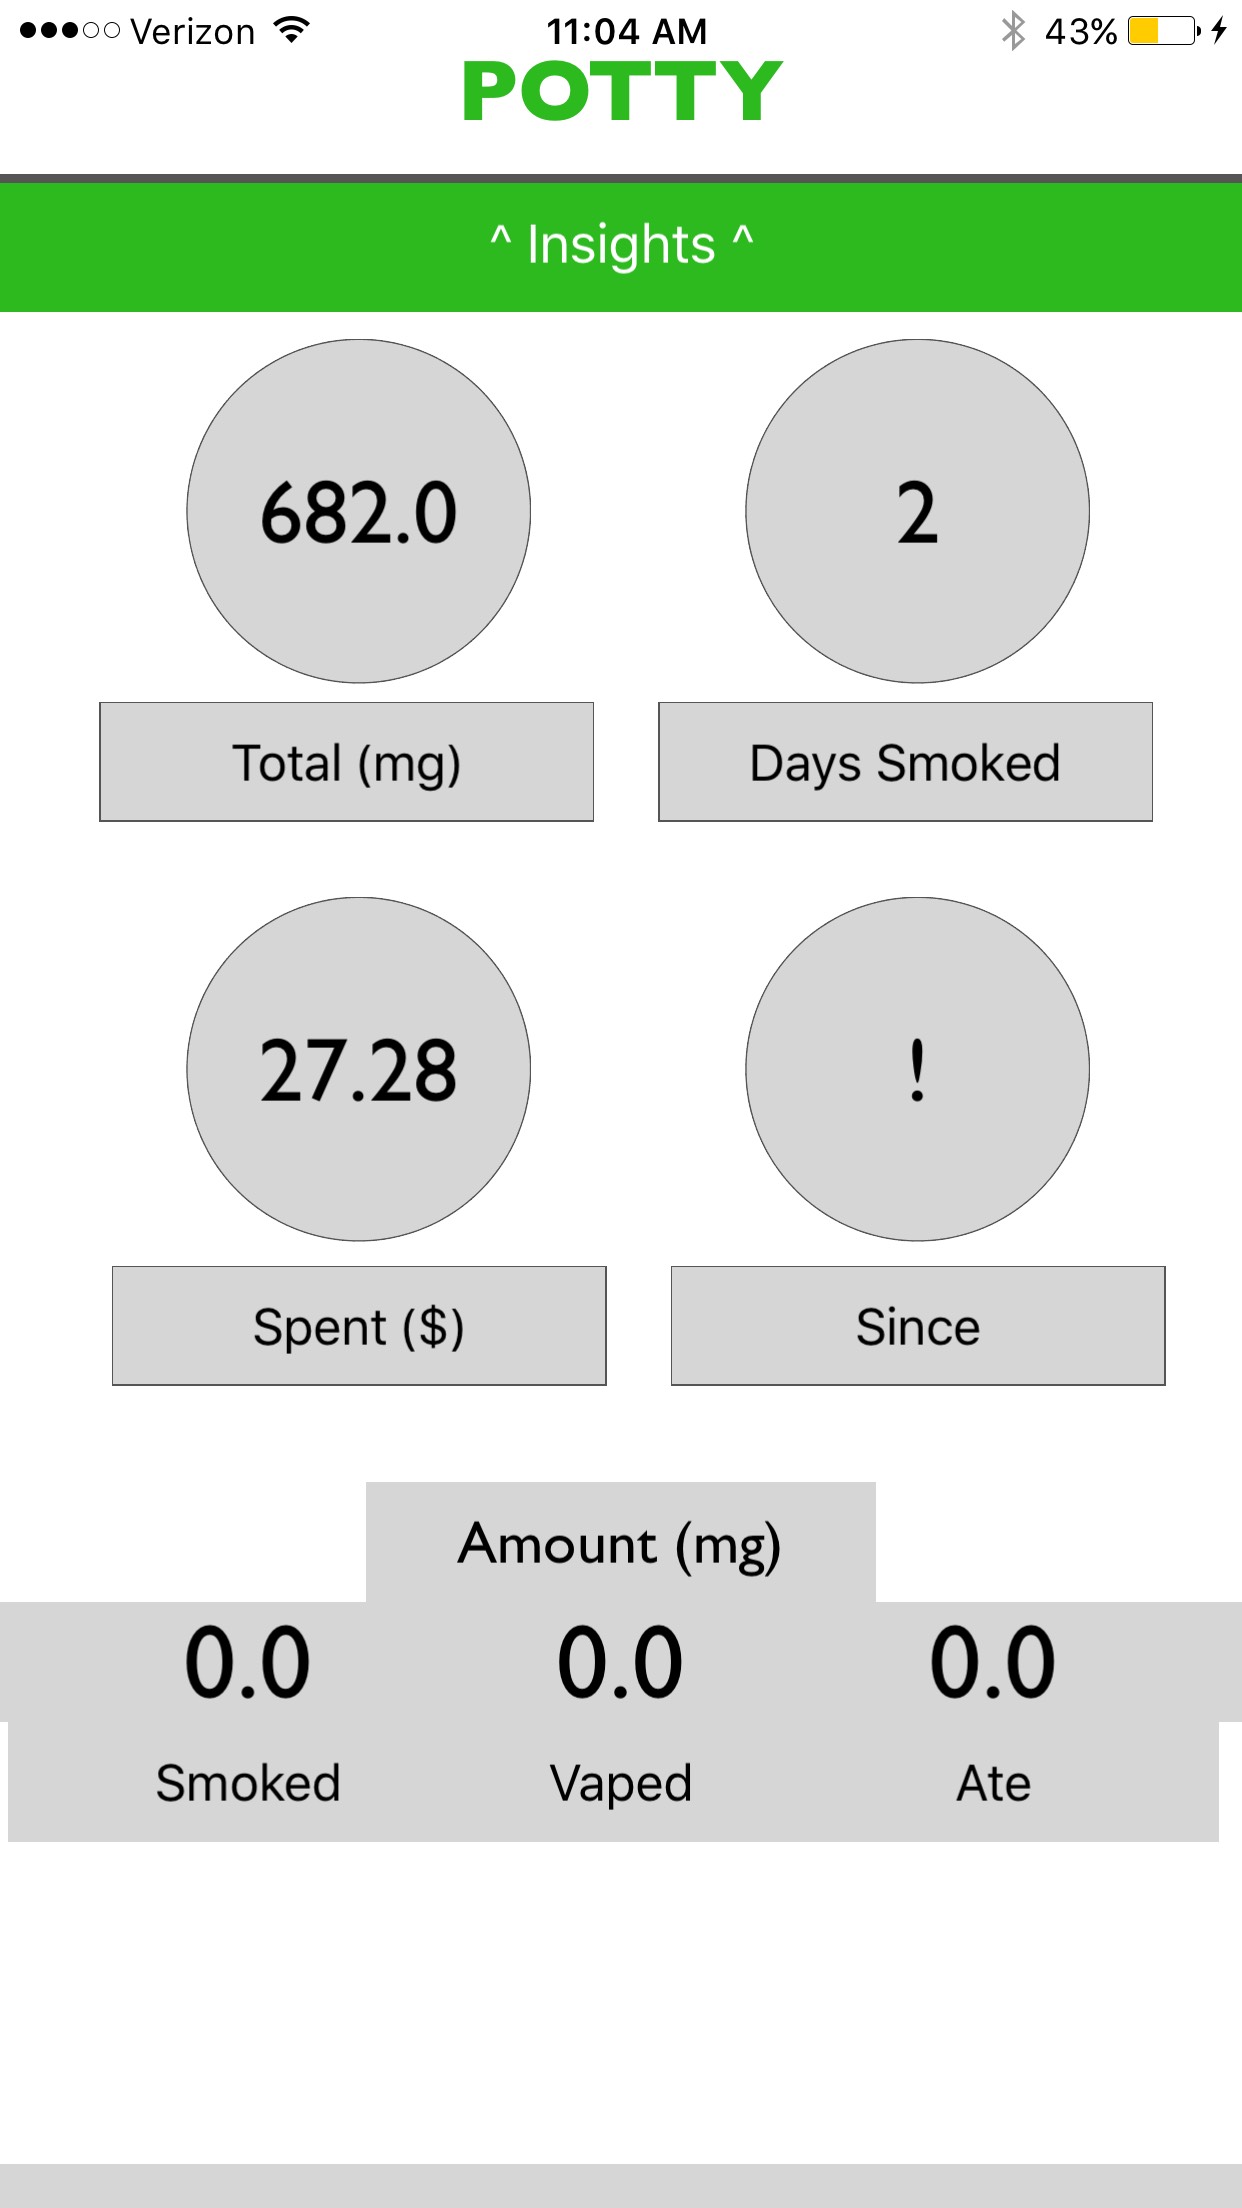 Verizon 11:04 AM 43%
POTTY
^ Insights ^
682.0 2
Total (mg) Days Smoked
27.28 !
Spent ($) Since
Amount (mg)
0.0 0.0 0.0
Smoked Vaped Ate